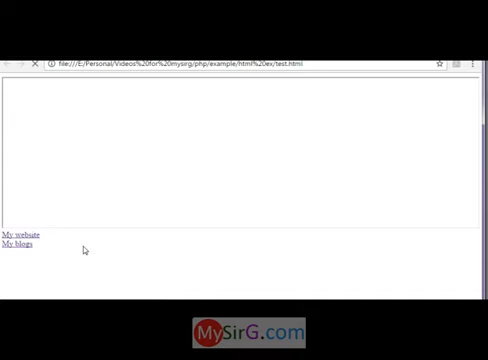 file:///E:/Personal/Videos%20for%20mysirg/php/example/html%20ex/test.html
My website
My blogs
MySirG.com